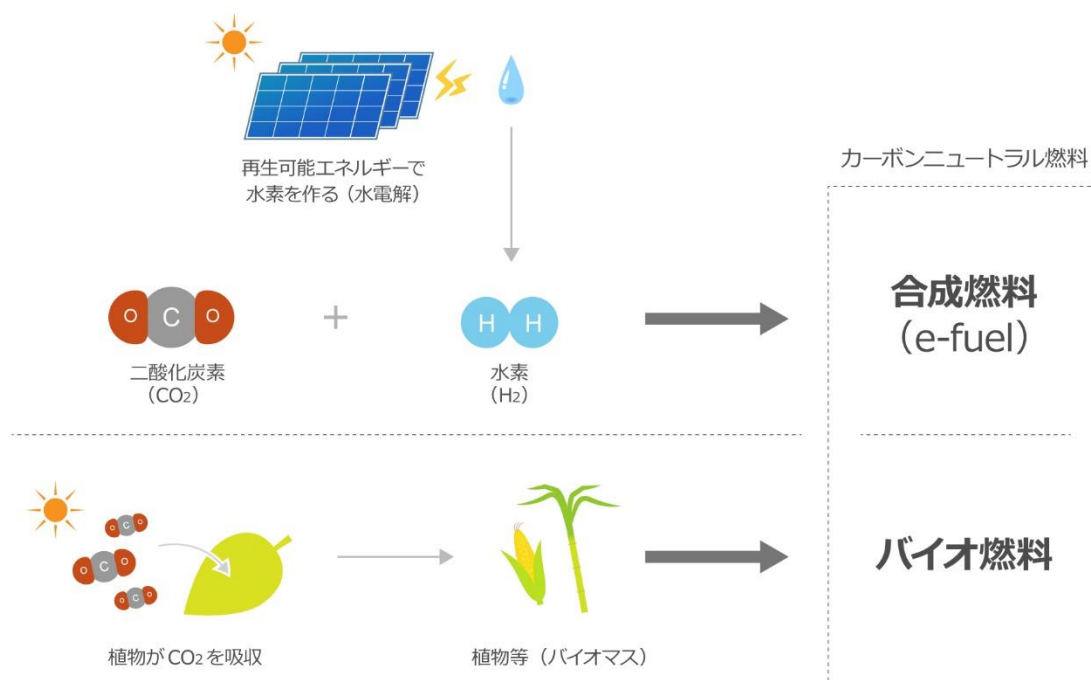 再生可能エネルギーで
水素を作る（水電解）
カーボンニュートラル燃料
O C O
+
H H
二酸化炭素
（CO2）
水素
（H2）
合成燃料
（e-fuel）
O C O
O C O
O C O
植物が CO2 を吸収
植物等（バイオマス）
バイオ燃料